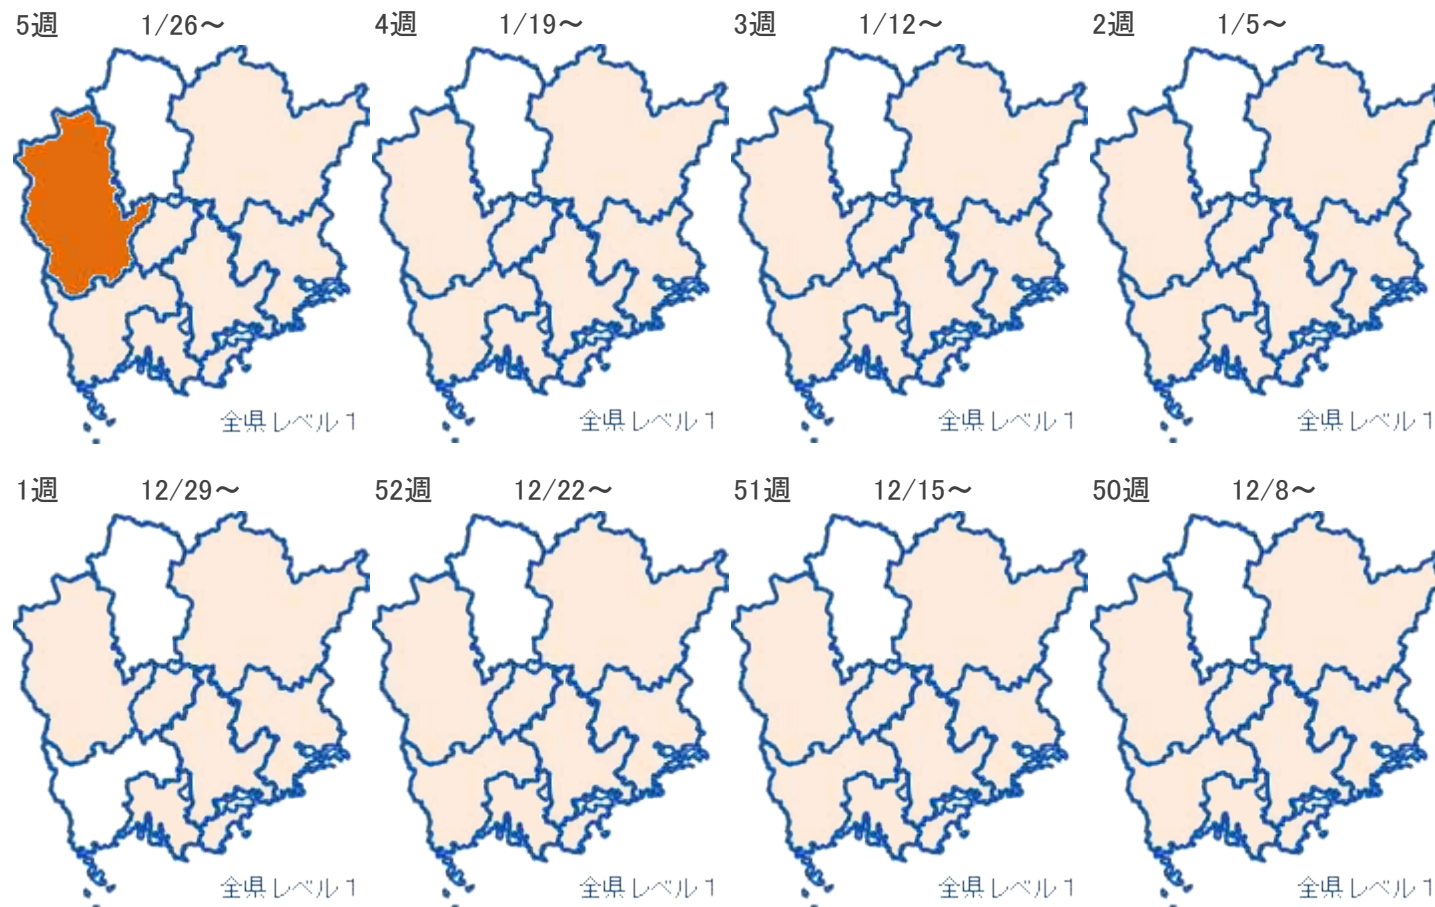 5週 1/26～ 4週 1/19～ 3週 1/12～ 2週 1/5～
全県レベル１ 全県レベル１ 全県レベル１ 全県レベル１
1週 12/29～ 52週 12/22～ 51週 12/15～ 50週 12/8～
全県レベル１ 全県レベル１ 全県レベル１ 全県レベル１